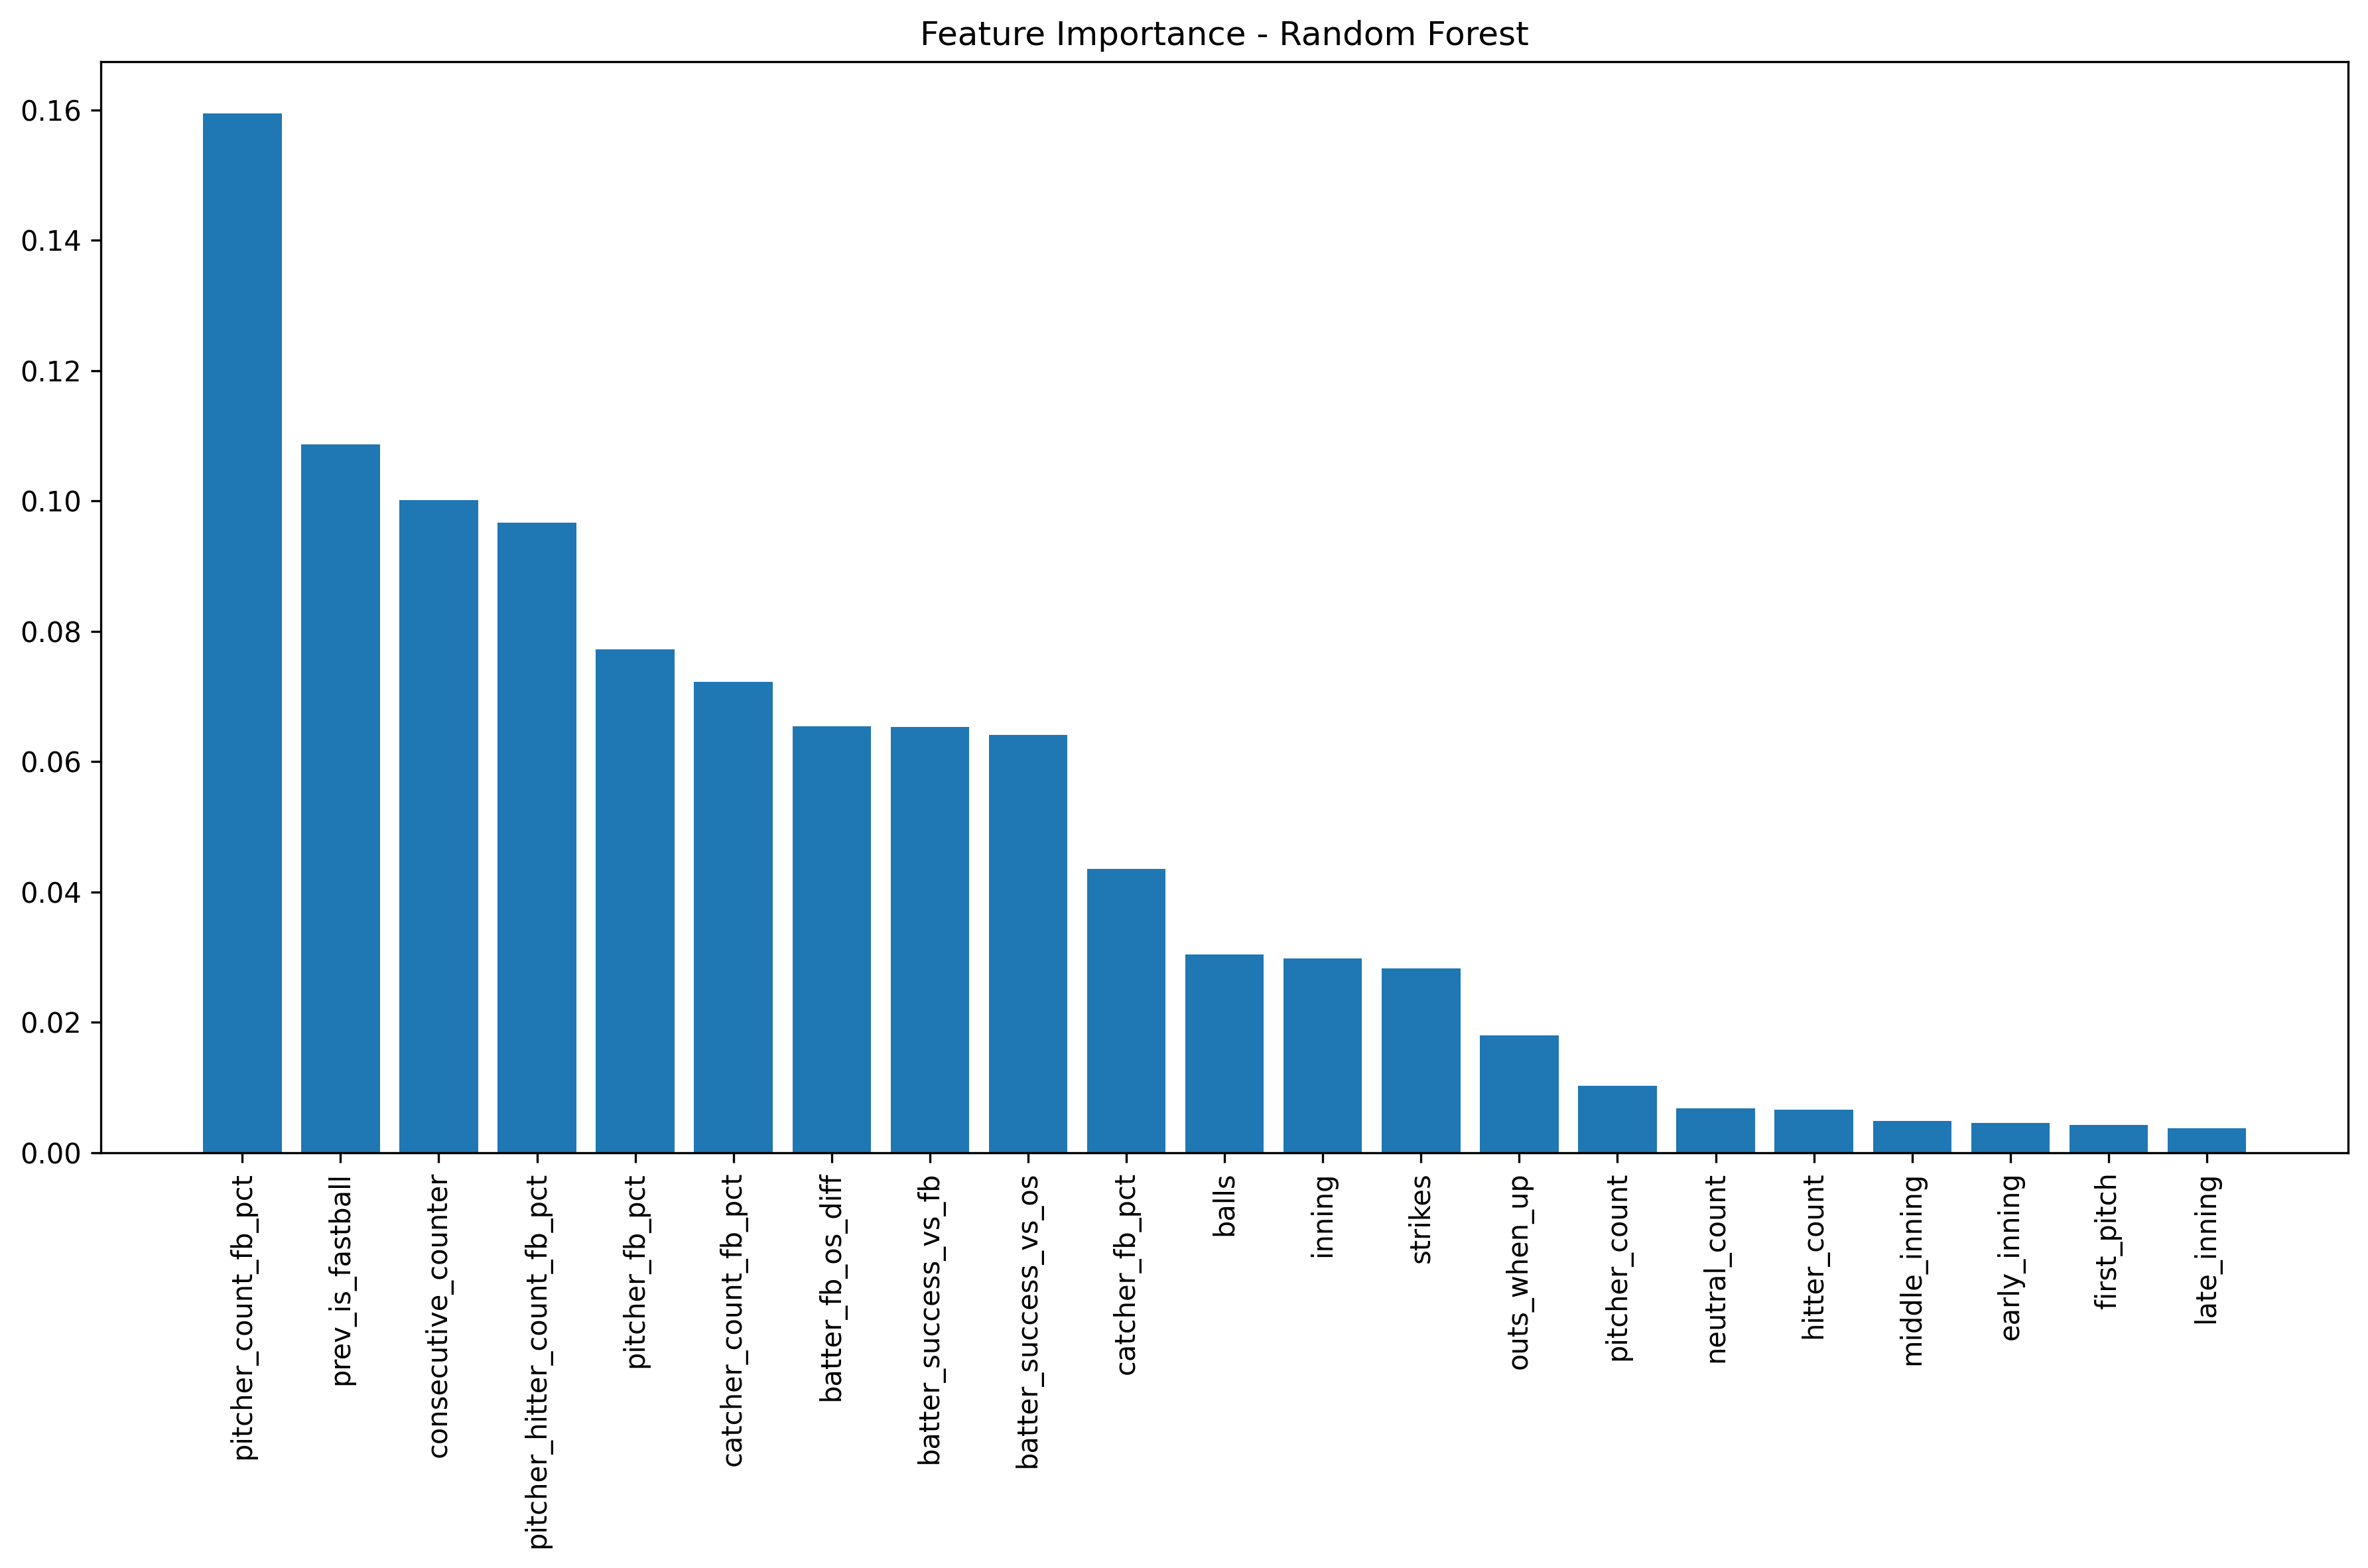 Feature Importance - Random Forest
0.16
0.14
0.12
0.10
0.08
0.06
0.04
0.02
0.00
pitcher_count_fb_pct
prev_is_fastball
consecutive_counter
pitcher_hitter_count_fb_pct
pitcher_fb_pct
catcher_count_fb_pct
batter_fb_os_diff
batter_success_vs_fb
batter_success_vs_os
catcher_fb_pct
balls
inning
strikes
outs_when_up
pitcher_count
neutral_count
hitter_count
middle_inning
early_inning
first_pitch
late_inning